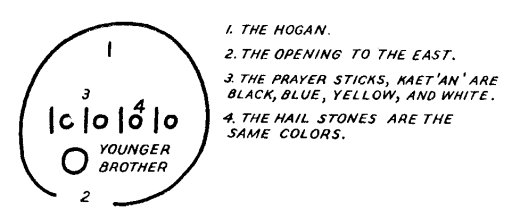 1
3
4
YOUNGER
BROTHER
2
1. THE HOGAN.
2. THE OPENING TO THE EAST.
3. THE PRAYER STICKS, KAET'AN' ARE
BLACK, BLUE, YELLOW, AND WHITE.
4. THE HAIL STONES ARE THE
SAME COLORS.